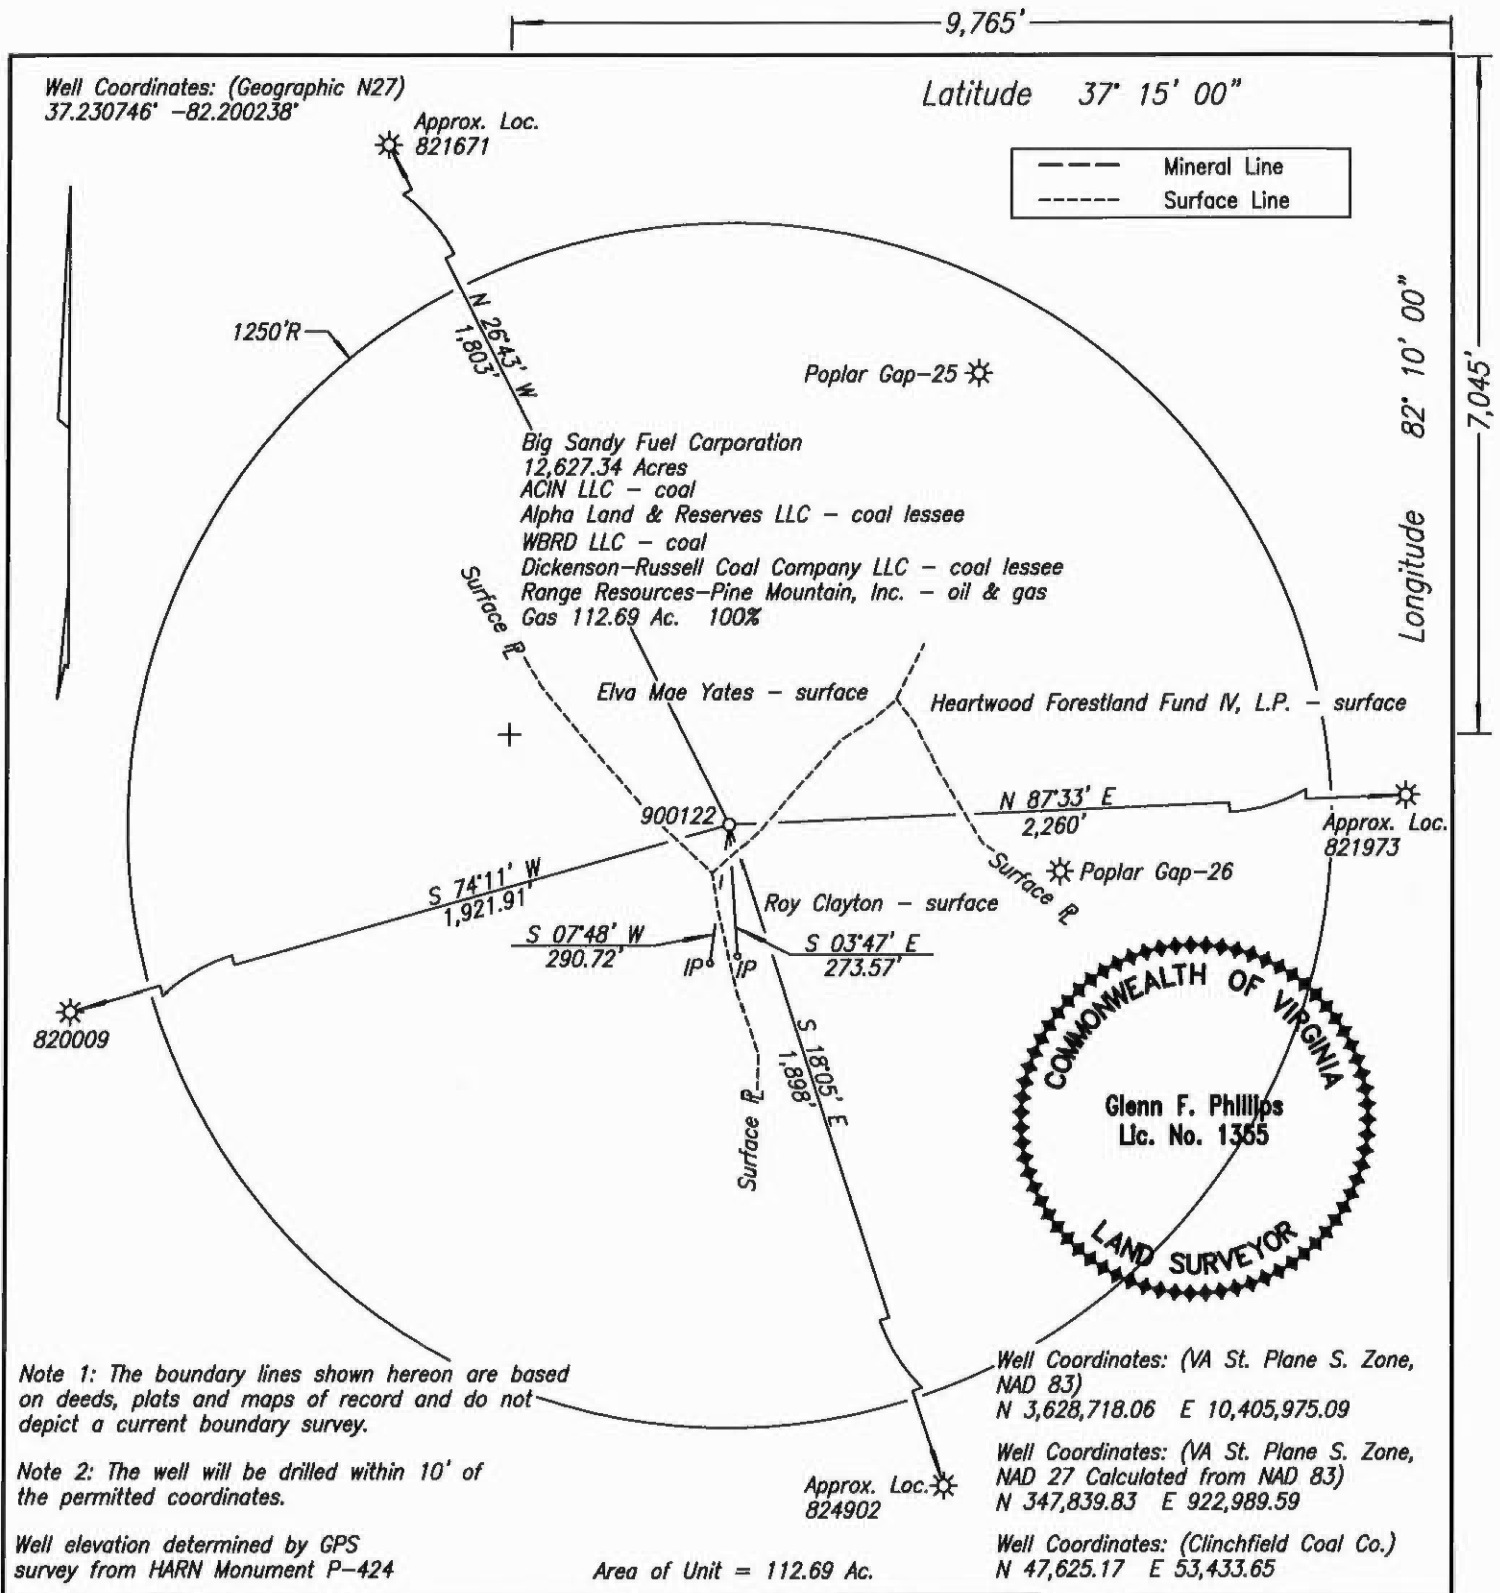 9,765'
Well Coordinates: (Geographic N27)
37.230746° -82.200238°
Latitude 37° 15' 00"
Approx. Loc.
821671
Mineral Line
Surface Line
Longitude 82° 10' 00"
7,045'
1250'R
N 26°43' W
1,803'
Poplar Gap-25
Big Sandy Fuel Corporation
12,627.34 Acres
ACIN LLC - coal
Alpha Land & Reserves LLC - coal lessee
WBRD LLC - coal
Dickenson-Russell Coal Company LLC - coal lessee
Range Resources-Pine Mountain, Inc. - oil & gas
Gas 112.69 Ac. 100%
Surface PL
Elva Mae Yates - surface
Heartwood Forestland Fund IV, L.P. - surface
900122
N 87°33' E
2,260'
Approx. Loc.
821973
S 74°11' W
1,921.91'
Surface PL
Poplar Gap-26
Roy Clayton - surface
S 07°48' W
290.72'
S 03°47' E
273.57'
IP
IP
820009
S 18°05' E
1,898'
Surface PL
COMMONWEALTH OF VIRGINIA
Glenn F. Phillips
Lic. No. 1355
LAND SURVEYOR
Note 1: The boundary lines shown hereon are based
on deeds, plats and maps of record and do not
depict a current boundary survey.
Note 2: The well will be drilled within 10' of
the permitted coordinates.
Well elevation determined by GPS
survey from HARN Monument P-424
Approx. Loc.
824902
Area of Unit = 112.69 Ac.
Well Coordinates: (VA St. Plane S. Zone,
NAD 83)
N 3,628,718.06 E 10,405,975.09
Well Coordinates: (VA St. Plane S. Zone,
NAD 27 Calculated from NAD 83)
N 347,839.83 E 922,989.59
Well Coordinates: (Clinchfield Coal Co.)
N 47,625.17 E 53,433.65